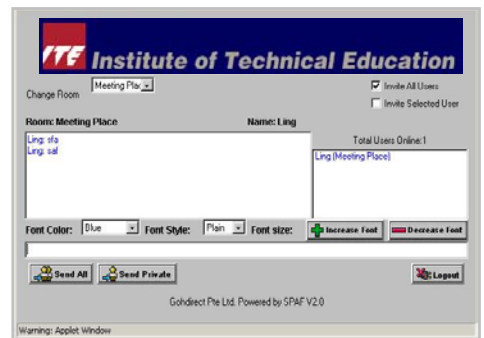 ITE Institute of Technical Education
Change Room Meeting Plac
Invite All Users
Invite Selected User
Room: Meeting Place Name: Ling
Total Users Online:1
Ling: sfa
Ling: sal
Ling (Meeting Place)
Font Color: Blue Font Style: Plain Font size: Increase Font Decrease Font
Send All Send Private Logout
Gohdirect Pte Ltd. Powered by SPAF V2.0
Warning: Applet Window